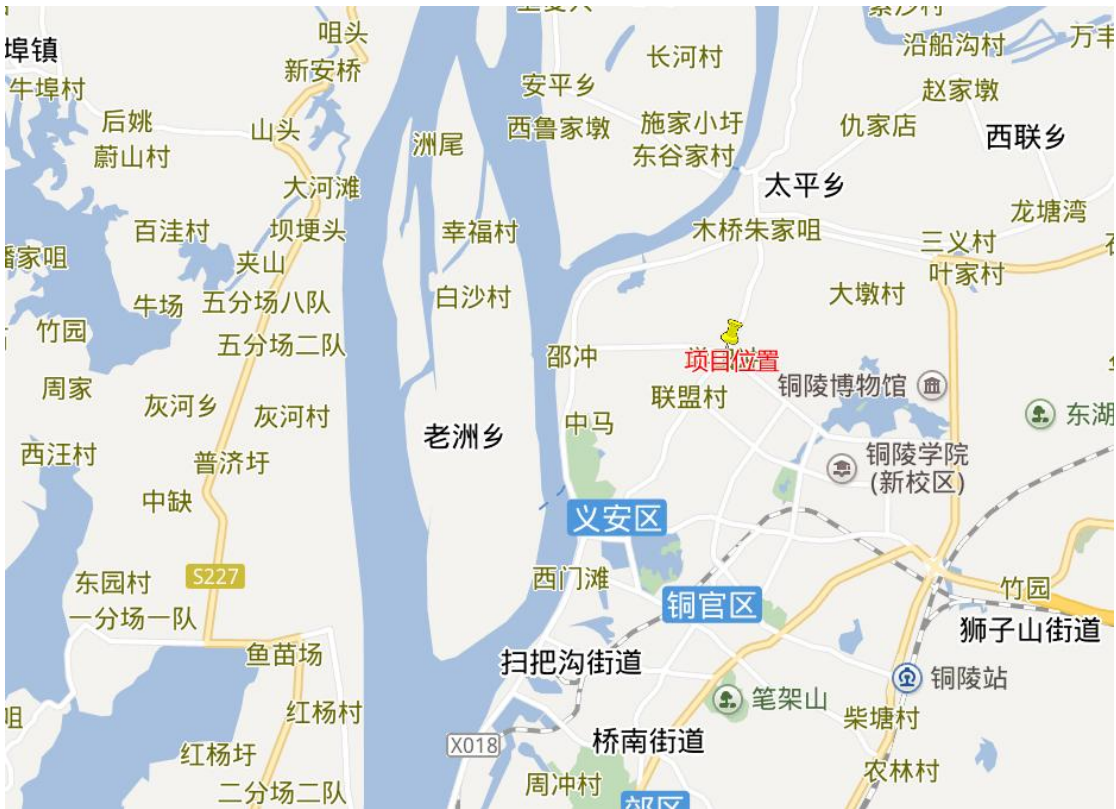 咀头
长河村
沿船沟村
万丰
埠镇
新安桥
安平乡
赵家墩
牛埠村
后姚
山头
洲尾
西鲁家墩
施家小圩
仇家店
西联乡
蔚山村
东谷家村
大河滩
太平乡
龙塘湾
百洼村
坝埂头
幸福村
木桥朱家咀
三义村
潘家咀
夹山
叶家村
牛场
五分场八队
白沙村
大墩村
竹园
五分场二队
邵冲
项目位置
周家
灰河乡
灰河村
联盟村
铜陵博物馆
东湖
老洲乡
中马
西汪村
普济圩
铜陵学院
(新校区)
中缺
义安区
东园村
S227
西门滩
竹园
一分场一队
铜官区
狮子山街道
鱼苗场
扫把沟街道
铜陵站
咀
红杨村
笔架山
柴塘村
红杨圩
X018
桥南街道
农林村
二分场二队
周冲村
郊区